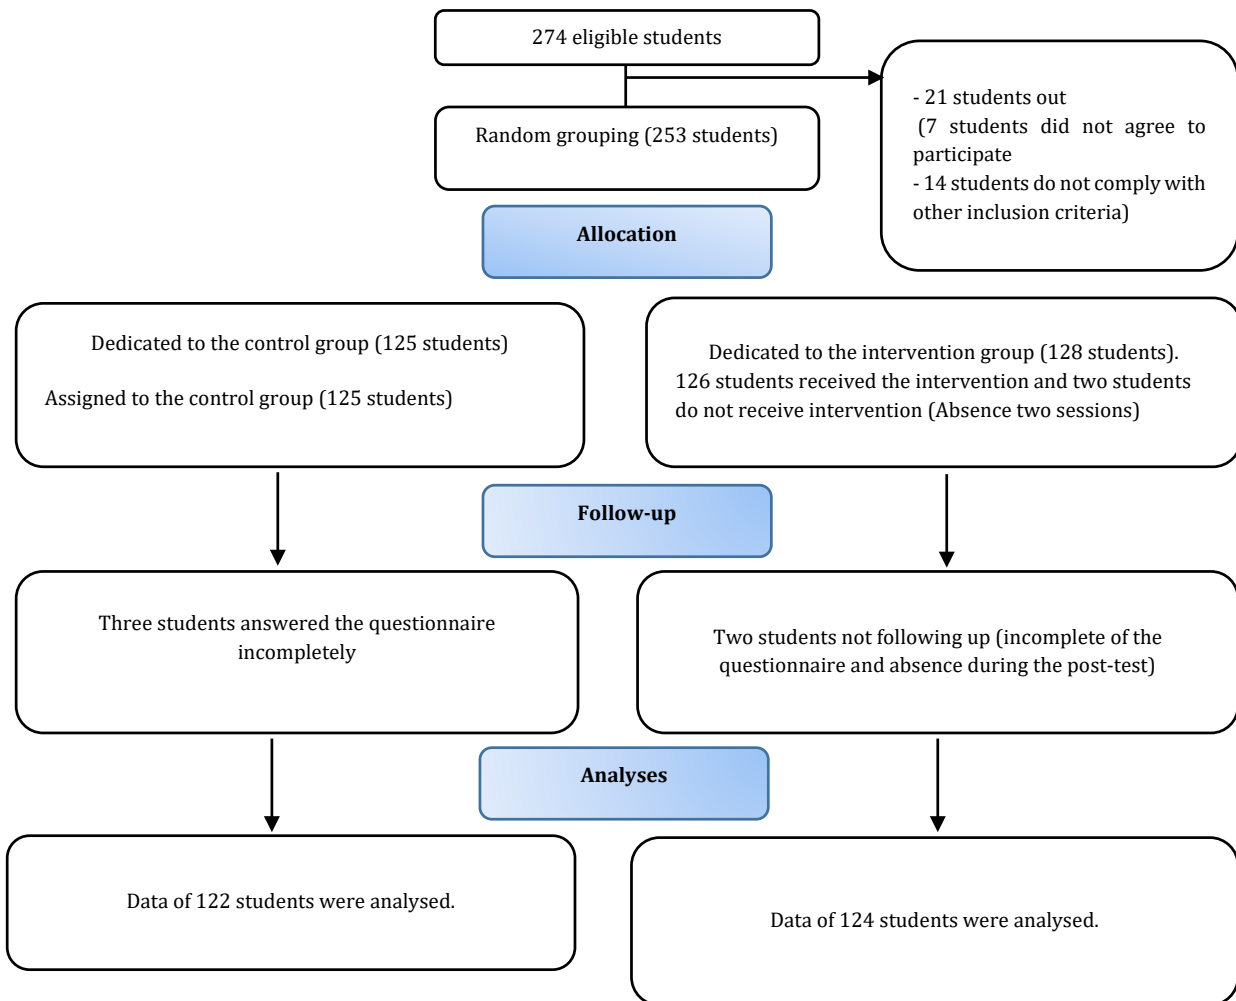 274 eligible students
- 21 students out
(7 students did not agree to
participate
- 14 students do not comply with
other inclusion criteria)
Random grouping (253 students)
Allocation
Dedicated to the control group (125 students)
Assigned to the control group (125 students)
Dedicated to the intervention group (128 students).
126 students received the intervention and two students
do not receive intervention (Absence two sessions)
Follow-up
Three students answered the questionnaire
incompletely
Two students not following up (incomplete of the
questionnaire and absence during the post-test)
Analyses
Data of 122 students were analysed.
Data of 124 students were analysed.